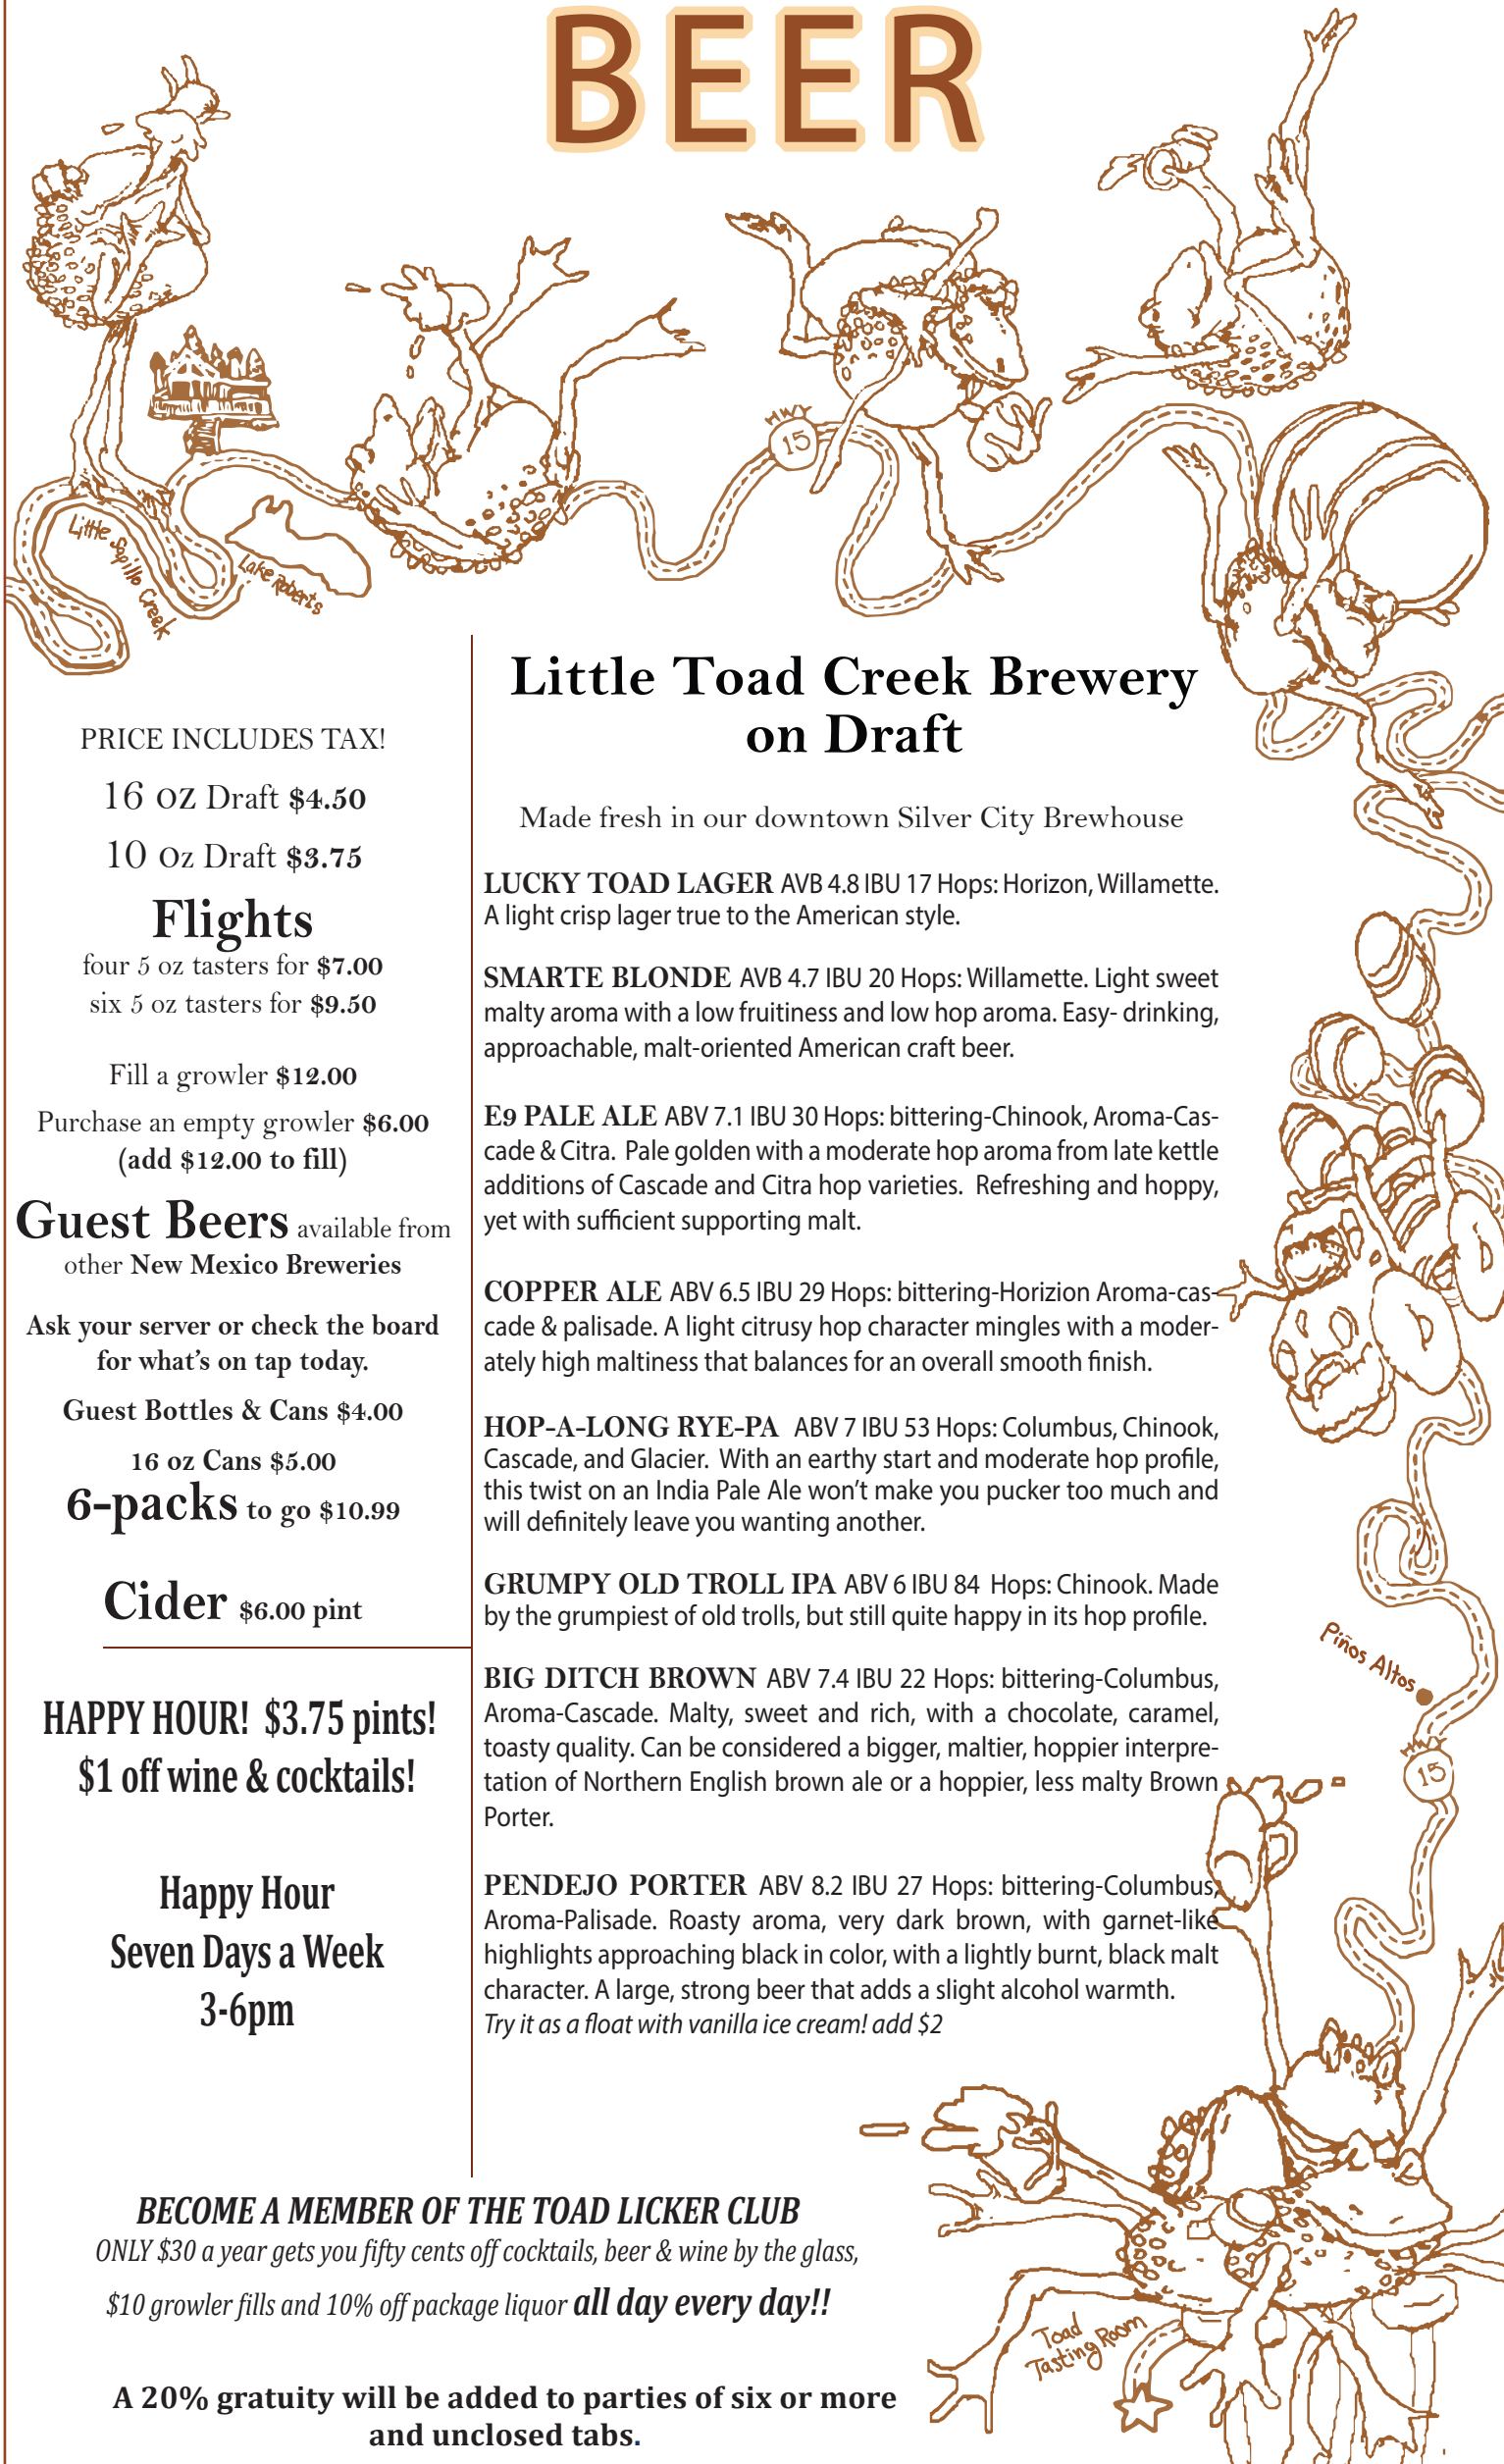 BEER
HWY
15
Little Sapillo Creek
Lake Roberts
PRICE INCLUDES TAX!
16 oz Draft $4.50
10 oz Draft $3.75
Flights
four 5 oz tasters for $7.00
six 5 oz tasters for $9.50
Fill a growler $12.00
Purchase an empty growler $6.00
(add $12.00 to fill)
Guest Beers available from
other New Mexico Breweries
Ask your server or check the board
for what's on tap today.
Guest Bottles & Cans $4.00
16 oz Cans $5.00
6-packs to go $10.99
Cider $6.00 pint
HAPPY HOUR! $3.75 pints!
$1 off wine & cocktails!
Happy Hour
Seven Days a Week
3-6pm
Little Toad Creek Brewery
on Draft
Made fresh in our downtown Silver City Brewhouse
LUCKY TOAD LAGER AVB 4.8 IBU 17 Hops: Horizon, Willamette.
A light crisp lager true to the American style.
SMARTE BLONDE AVB 4.7 IBU 20 Hops: Willamette. Light sweet
malty aroma with a low fruitiness and low hop aroma. Easy- drinking,
approachable, malt-oriented American craft beer.
E9 PALE ALE ABV 7.1 IBU 30 Hops: bittering-Chinook, Aroma-Cas-
cade & Citra. Pale golden with a moderate hop aroma from late kettle
additions of Cascade and Citra hop varieties. Refreshing and hoppy,
yet with sufficient supporting malt.
COPPER ALE ABV 6.5 IBU 29 Hops: bittering-Horizion Aroma-cas-
cade & palisade. A light citrusy hop character mingles with a moder-
ately high maltiness that balances for an overall smooth finish.
HOP-A-LONG RYE-PA ABV 7 IBU 53 Hops: Columbus, Chinook,
Cascade, and Glacier. With an earthy start and moderate hop profile,
this twist on an India Pale Ale won't make you pucker too much and
will definitely leave you wanting another.
GRUMPY OLD TROLL IPA ABV 6 IBU 84 Hops: Chinook. Made
by the grumpiest of old trolls, but still quite happy in its hop profile.
BIG DITCH BROWN ABV 7.4 IBU 22 Hops: bittering-Columbus,
Aroma-Cascade. Malty, sweet and rich, with a chocolate, caramel,
toasty quality. Can be considered a bigger, maltier, hoppier interpre-
tation of Northern English brown ale or a hoppier, less malty Brown
Porter.
PENDEJO PORTER ABV 8.2 IBU 27 Hops: bittering-Columbus,
Aroma-Palisade. Roasty aroma, very dark brown, with garnet-like
highlights approaching black in color, with a lightly burnt, black malt
character. A large, strong beer that adds a slight alcohol warmth.
Try it as a float with vanilla ice cream! add $2
Piños Altos
HWY
15
BECOME A MEMBER OF THE TOAD LICKER CLUB
ONLY $30 a year gets you fifty cents off cocktails, beer & wine by the glass,
$10 growler fills and 10% off package liquor all day every day!!
Toad
Tasting Room
A 20% gratuity will be added to parties of six or more
and unclosed tabs.